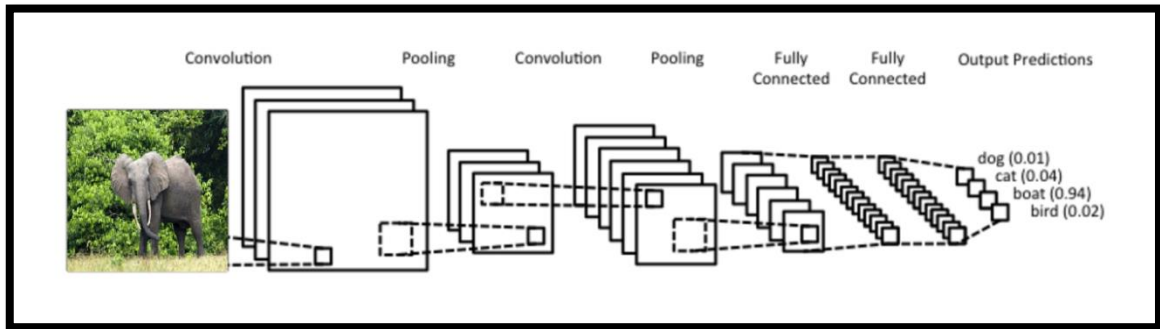 Convolution
Pooling
Convolution
Pooling
Fully
Connected
Fully
Connected
Output Predictions
dog (0.01)
cat (0.04)
boat (0.94)
bird (0.02)